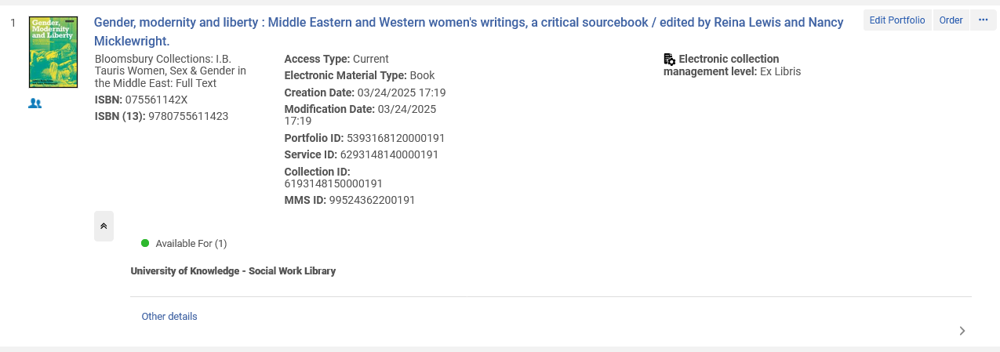 1
Gender, Modernity and Liberty
Gender, modernity and liberty : Middle Eastern and Western women's writings, a critical sourcebook / edited by Reina Lewis and Nancy
Micklewright.
Edit Portfolio
Order
Bloomsbury Collections: I.B.
Tauris Women, Sex & Gender in
the Middle East: Full Text
ISBN: 075561142X
ISBN (13): 9780755611423
Access Type: Current
Electronic Material Type: Book
Creation Date: 03/24/2025 17:19
Modification Date: 03/24/2025
17:19
Portfolio ID: 5393168120000191
Service ID: 6293148140000191
Collection ID:
6193148150000191
MMS ID: 99524362200191
Electronic collection
management level: Ex Libris
Available For (1)
University of Knowledge - Social Work Library
Other details